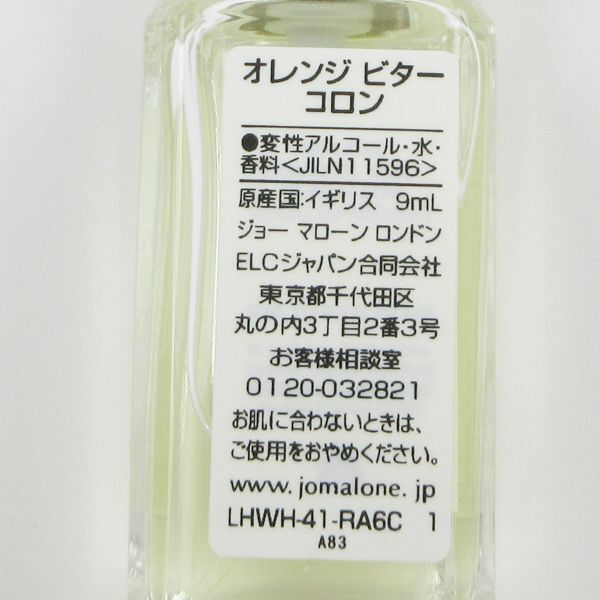 オレンジ ビター
コロン
●変性アルコール・水・
香料<JILN11596>
原産国:イギリス 9mL
ジョー マローン ロンドン
ELCジャパン合同会社
東京都千代田区
丸の内3丁目2番3号
お客様相談室
0120-032821
お肌に合わないときは、
ご使用をおやめください。
www. jomalone. jp
LHWH-41-RA6C 1
A83